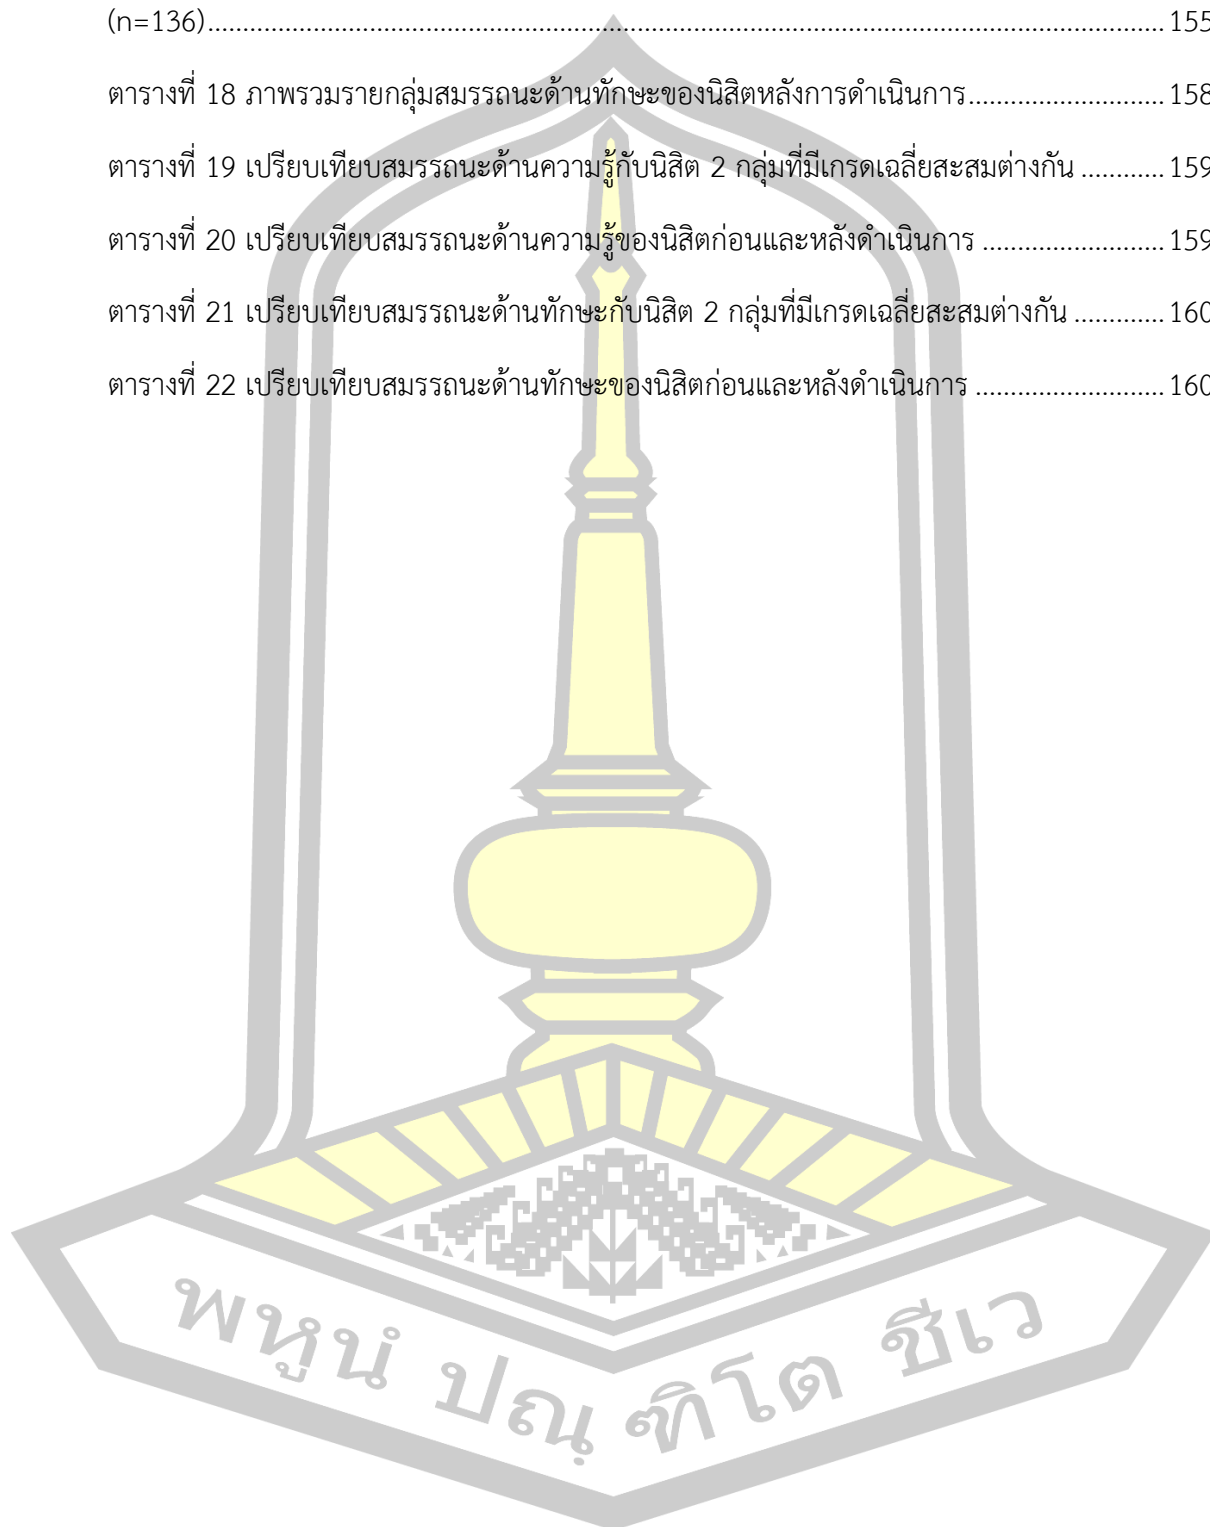 (n=136)........................................................................................................................... 155
ตารางที่ 18 ภาพรวมรายกลุ่มสมรรถนะด้านทักษะของนิสิตหลังการดำเนินการ......................... 158
ตารางที่ 19 เปรียบเทียบสมรรถนะด้านความรู้กับนิสิต 2 กลุ่มที่มีเกรดเฉลี่ยสะสมต่างกัน ............ 159
ตารางที่ 20 เปรียบเทียบสมรรถนะด้านความรู้ของนิสิตก่อนและหลังดำเนินการ ......................... 159
ตารางที่ 21 เปรียบเทียบสมรรถนะด้านทักษะกับนิสิต 2 กลุ่มที่มีเกรดเฉลี่ยสะสมต่างกัน ............. 160
ตารางที่ 22 เปรียบเทียบสมรรถนะด้านทักษะของนิสิตก่อนและหลังดำเนินการ .......................... 160
พหูนํ ปณฺฑิโต ชีเว